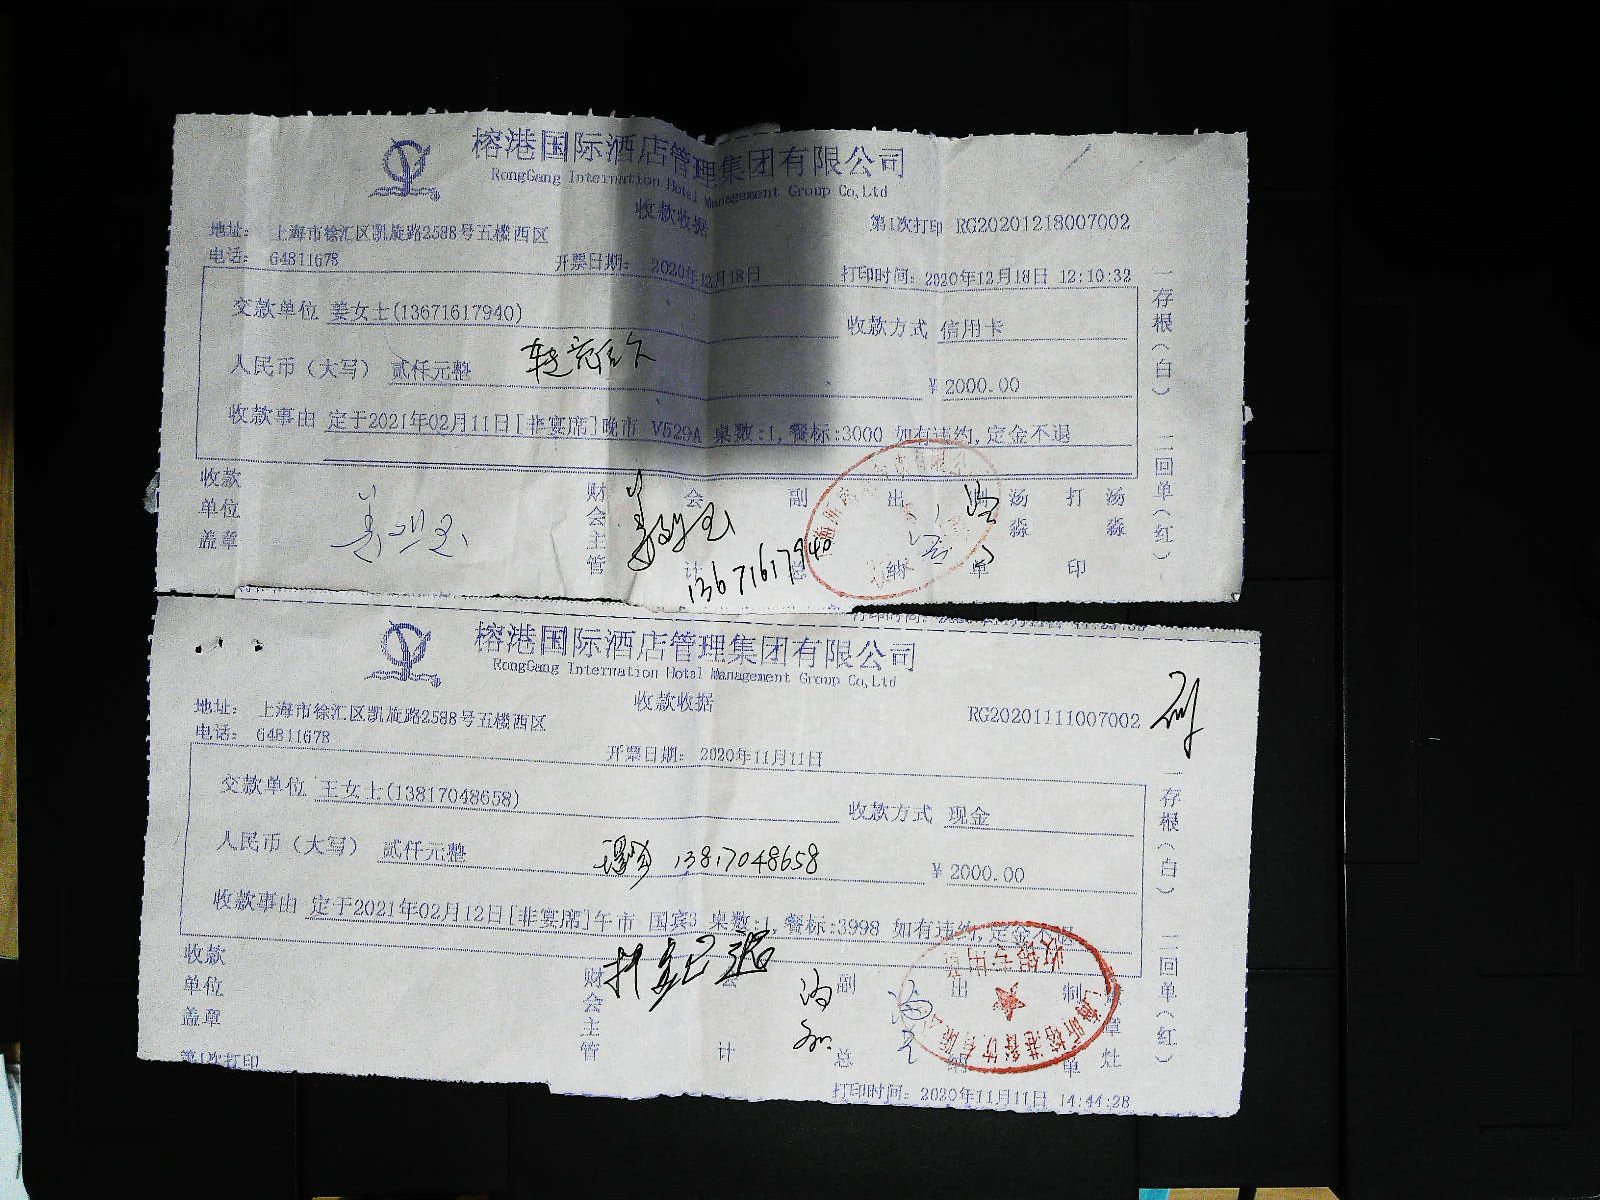 榕港国际酒店管理集团有限公司
RongGang Internation Hotel Management Group Co,Ltd
收款收据
第1次打印 RG20201218007002
地址： 上海市徐汇区凯旋路2588号五楼西区
电话： 64811678
开票日期： 2020年12月18日
打印时间：2020年12月18日 12:10:32
交款单位 姜女士(13671617940)
收款方式 信用卡
人民币（大写） 贰仟元整
￥2000.00
收款事由 定于2021年02月11日[非宴席]晚市 V529A 桌数:1,餐标:3000 如有违约,定金不退
收款单位盖章
财会主管
会计
副总
出纳
制单 汤淼
打印 汤淼
13671617940
一存根（白） 二回单（红）
榕港国际酒店管理集团有限公司
RongGang Internation Hotel Management Group Co,Ltd
收款收据
RG20201111007002
地址： 上海市徐汇区凯旋路2588号五楼西区
电话： 64811678
开票日期： 2020年11月11日
交款单位 王女士(13817048658)
收款方式 现金
人民币（大写） 贰仟元整
13817048658
￥2000.00
收款事由 定于2021年02月12日[非宴席]午市 国宾3 桌数:1,餐标:3998 如有违约,定金不退
收款单位盖章
财会主管
会计
副总
出纳
制单
一存根（白） 二回单（红）
第1次打印
打印时间：2020年11月11日 14:44:28